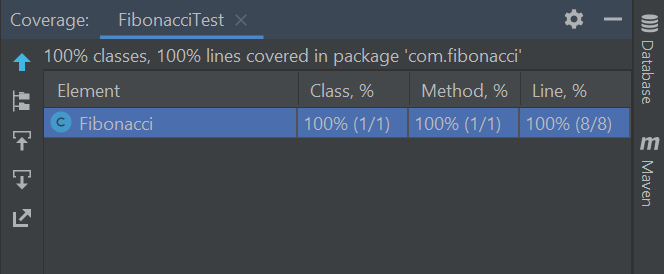 Coverage: FibonacciTest
100% classes, 100% lines covered in package 'com.fibonacci'
Element Class, % Method, % Line, %
C Fibonacci 100% (1/1) 100% (1/1) 100% (8/8)
Database
m Maven